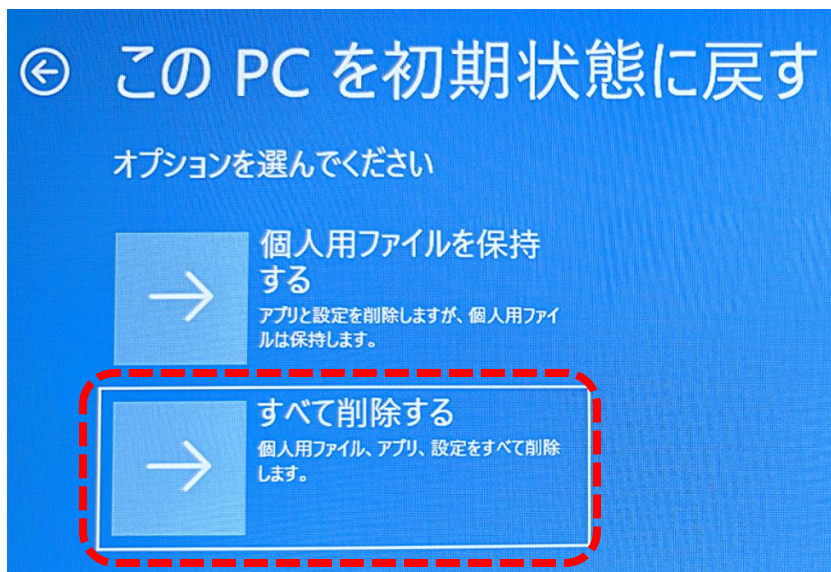 このPCを初期状態に戻す
オプションを選んでください
個人用ファイルを保持
する
アプリと設定を削除しますが、個人用ファイ
ルは保持します。
すべて削除する
個人用ファイル、アプリ、設定をすべて削除
します。